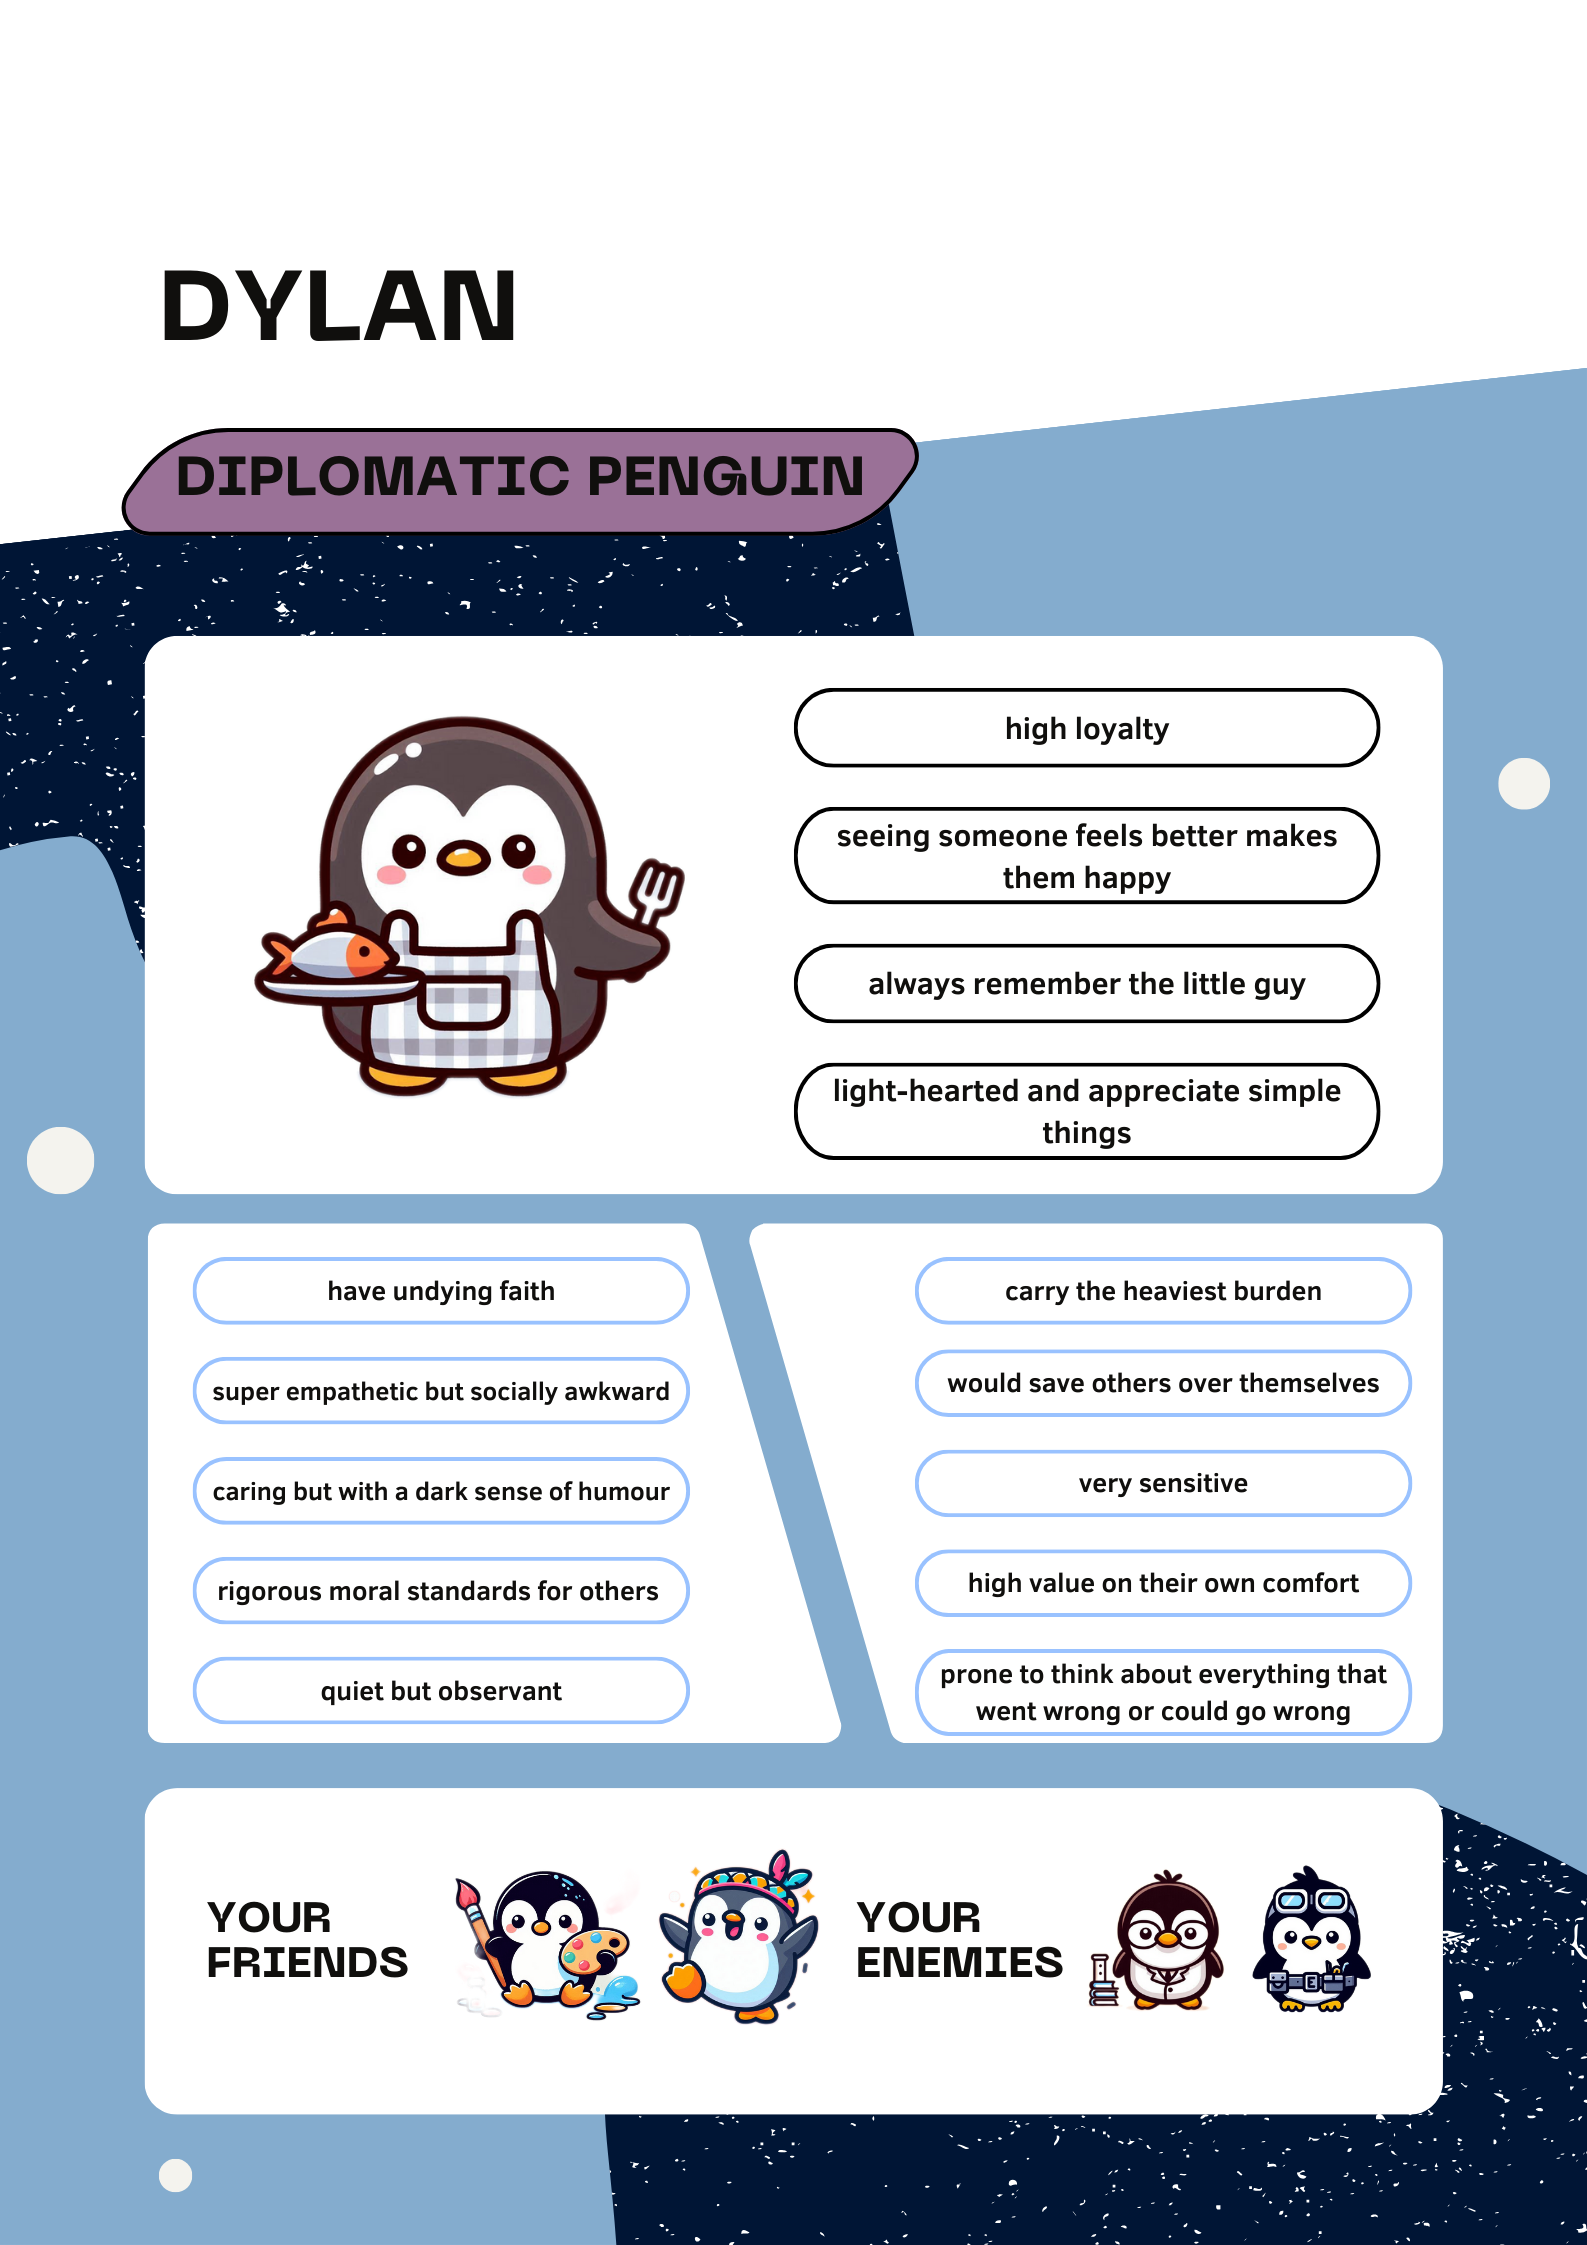 DYLAN
DIPLOMATIC PENGUIN
high loyalty
seeing someone feels better makes
them happy
always remember the little guy
light-hearted and appreciate simple
things
have undying faith
super empathetic but socially awkward
caring but with a dark sense of humour
rigorous moral standards for others
quiet but observant
carry the heaviest burden
would save others over themselves
very sensitive
high value on their own comfort
prone to think about everything that
went wrong or could go wrong
YOUR
FRIENDS
YOUR
ENEMIES
E